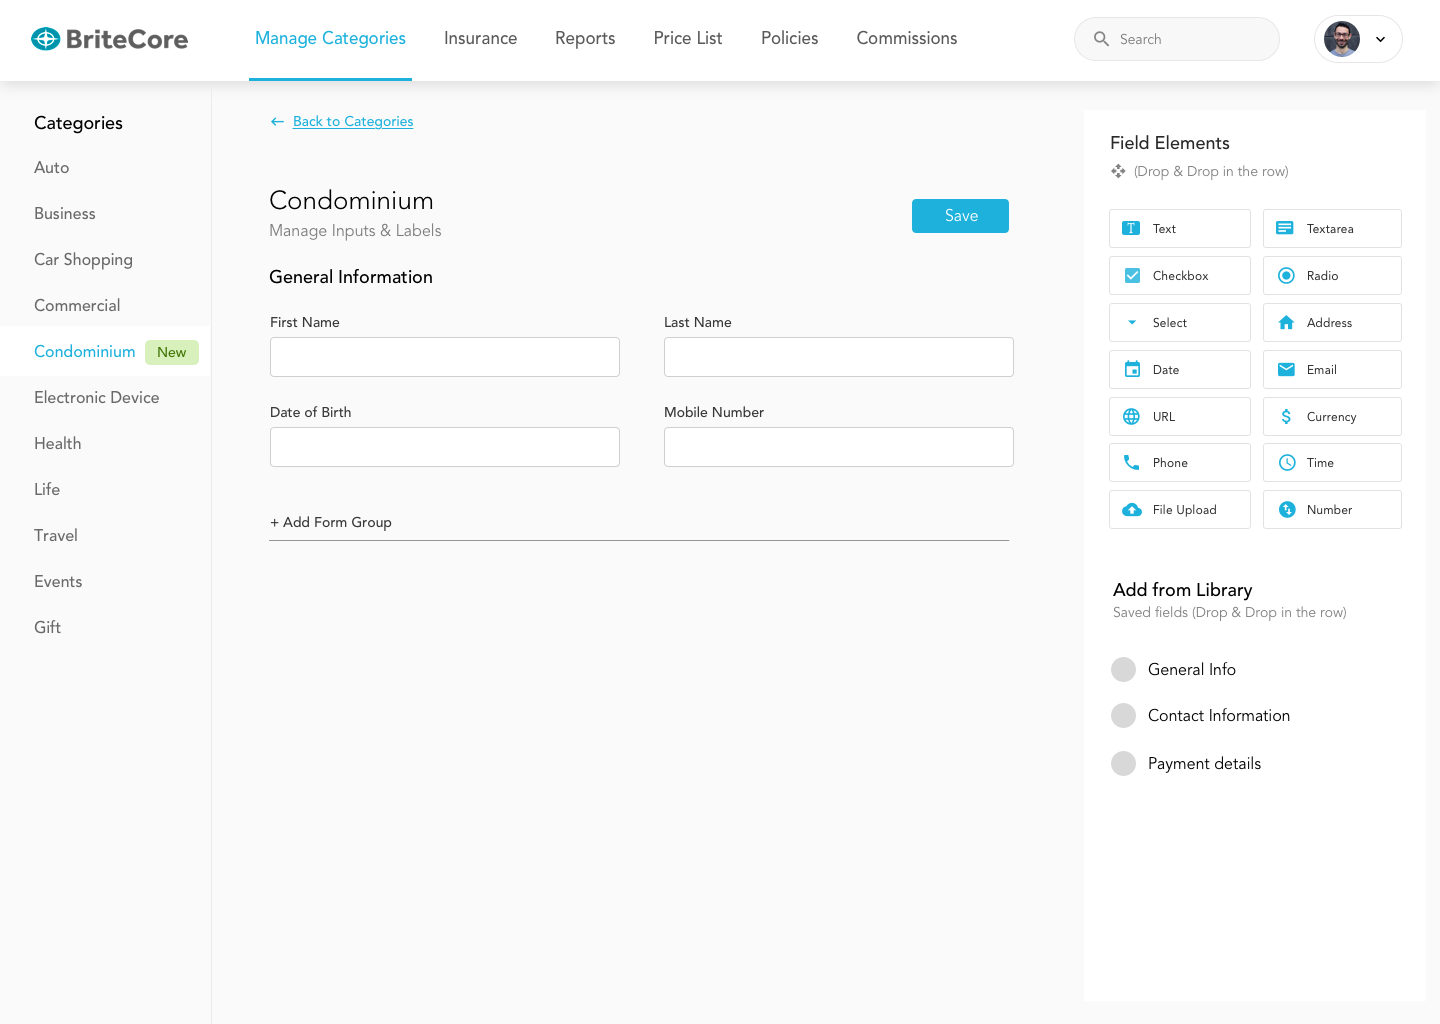 BriteCore
Manage Categories
Insurance
Reports
Price List
Policies
Commissions
Search
Categories
Auto
Business
Car Shopping
Commercial
Condominium New
Electronic Device
Health
Life
Travel
Events
Gift
Back to Categories
Condominium
Manage Inputs & Labels
Save
General Information
First Name
Last Name
Date of Birth
Mobile Number
+ Add Form Group
Field Elements
(Drop & Drop in the row)
Text
Textarea
Checkbox
Radio
Select
Address
Date
Email
URL
Currency
Phone
Time
File Upload
Number
Add from Library
Saved fields (Drop & Drop in the row)
General Info
Contact Information
Payment details